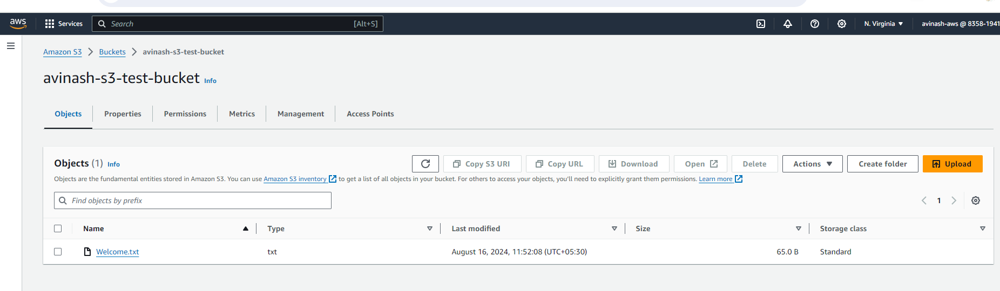 aws Services Search [Alt+S] N. Virginia avinash-aws @ 8358-1941
Amazon S3 Buckets avinash-s3-test-bucket
avinash-s3-test-bucket Info
Objects Properties Permissions Metrics Management Access Points
Objects (1) Info Copy S3 URI Copy URL Download Open Delete Actions Create folder Upload
Objects are the fundamental entities stored in Amazon S3. You can use Amazon S3 inventory to get a list of all objects in your bucket. For others to access your objects, you'll need to explicitly grant them permissions. Learn more
Find objects by prefix 1
Name Type Last modified Size Storage class
Welcome.txt txt August 16, 2024, 11:52:08 (UTC+05:30) 65.0 B Standard